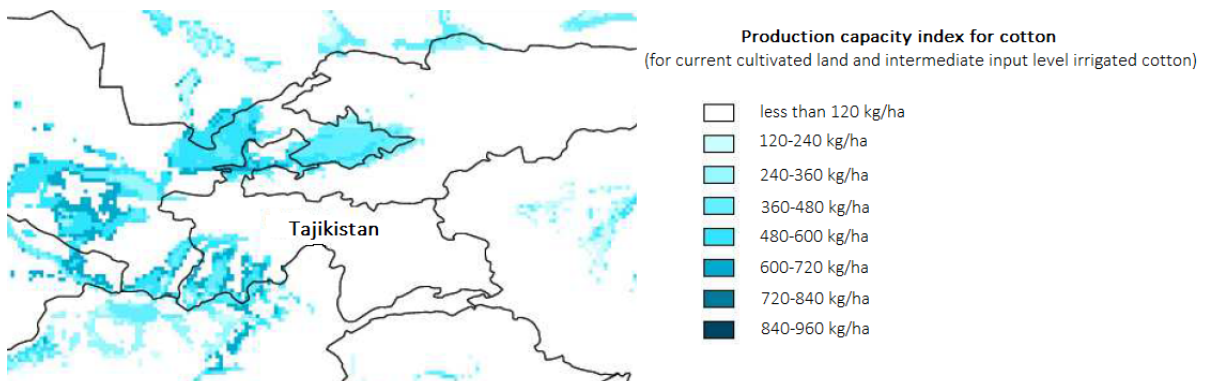 Production capacity index for cotton
(for current cultivated land and intermediate input level irrigated cotton)
less than 120 kg/ha
120-240 kg/ha
240-360 kg/ha
360-480 kg/ha
480-600 kg/ha
600-720 kg/ha
720-840 kg/ha
840-960 kg/ha
Tajikistan